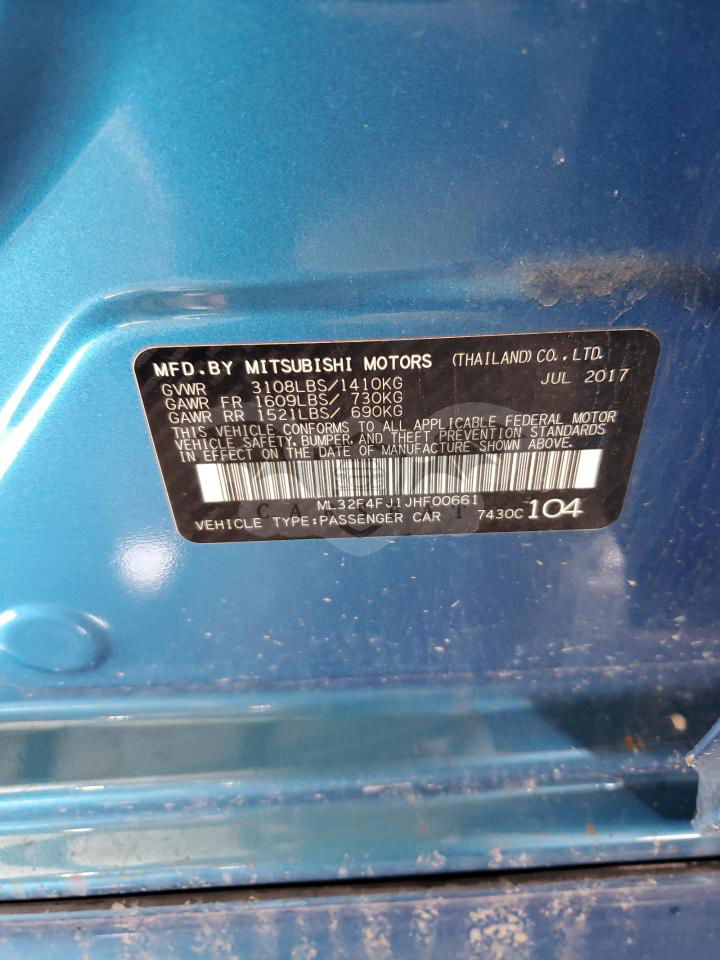 MFD.BY MITSUBISHI MOTORS (THAILAND) CO.,LTD.
GVWR 3108LBS/1410KG JUL 2017
GAWR FR 1609LBS/ 730KG
GAWR RR 1521LBS/ 690KG
THIS VEHICLE CONFORMS TO ALL APPLICABLE FEDERAL MOTOR
VEHICLE SAFETY, BUMPER, AND THEFT PREVENTION STANDARDS
IN EFFECT ON THE DATE OF MANUFACTURE SHOWN ABOVE.
ML32F4FJ1JHF00661
VEHICLE TYPE:PASSENGER CAR 7430C 104